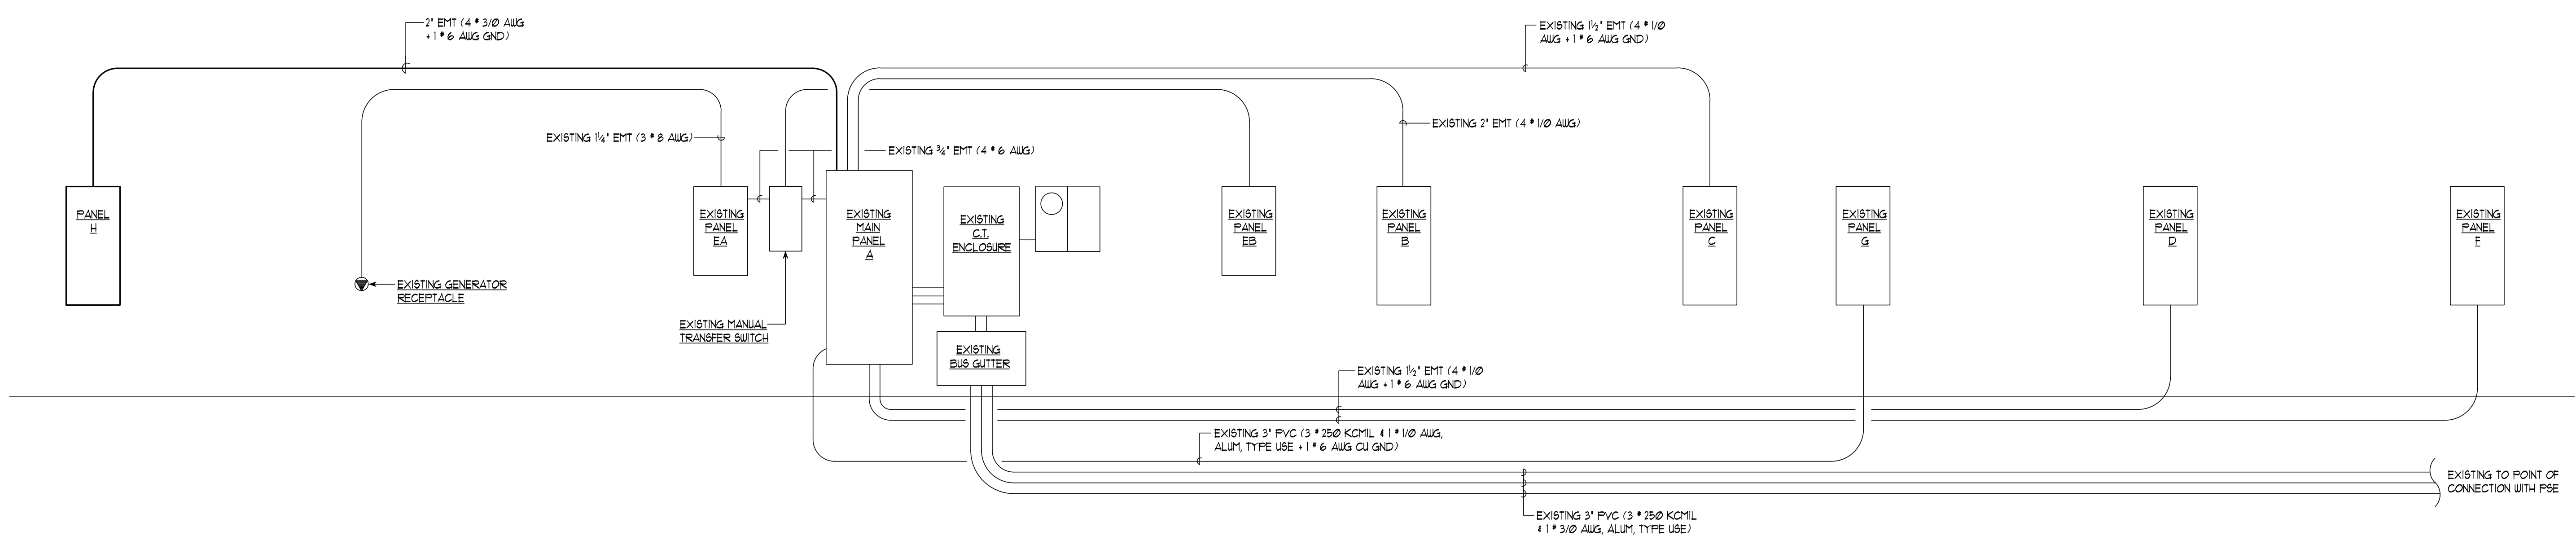 2" EMT (4 # 3/0 AWG
+ 1 # 6 AWG GND)
EXISTING 1½" EMT (4 # 1/0
AWG + 1 # 6 AWG GND)
EXISTING 1¼" EMT (3 # 8 AWG)
EXISTING ¾" EMT (4 # 6 AWG)
EXISTING 2" EMT (4 # 1/0 AWG)
PANEL
H
EXISTING
PANEL
EA
EXISTING
MAIN
PANEL
A
EXISTING
C.T.
ENCLOSURE
EXISTING
PANEL
EB
EXISTING
PANEL
B
EXISTING
PANEL
C
EXISTING
PANEL
G
EXISTING
PANEL
D
EXISTING
PANEL
F
EXISTING GENERATOR
RECEPTACLE
EXISTING MANUAL
TRANSFER SWITCH
EXISTING
BUS GUTTER
EXISTING 1½" EMT (4 # 1/0
AWG + 1 # 6 AWG GND)
EXISTING 3" PVC (3 # 250 KCMIL & 1 # 1/0 AWG,
ALUM, TYPE USE + 1 # 6 AWG CU GND)
EXISTING TO POINT OF
CONNECTION WITH PSE
EXISTING 3" PVC (3 # 250 KCMIL
& 1 # 3/0 AWG, ALUM, TYPE USE)